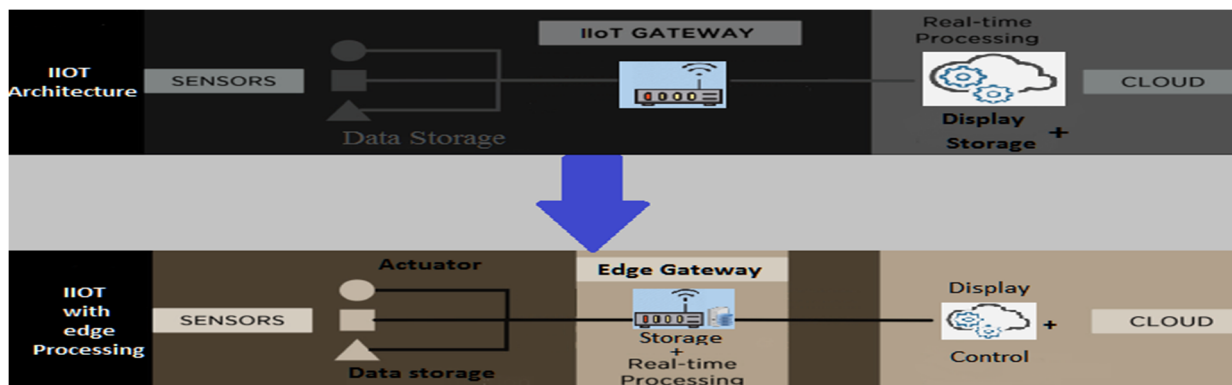 IIOT
Architecture
SENSORS
Data Storage
IIoT GATEWAY
Real-time
Processing
Display
Storage +
CLOUD
IIOT
with
edge
Processing
SENSORS
Actuator
Data storage
Edge Gateway
Storage
+
Real-time
Processing
Display
+
Control
CLOUD